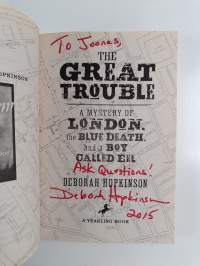 To Joonas,
THE
GREAT
TROUBLE
A MYSTERY OF
LONDON,
the BLUE DEATH,
and a BOY
CALLED EEL
Ask Questions!
DEBORAH HOPKINSON
Deborah Hopkinson
2015
A YEARLING BOOK
OPKINSON